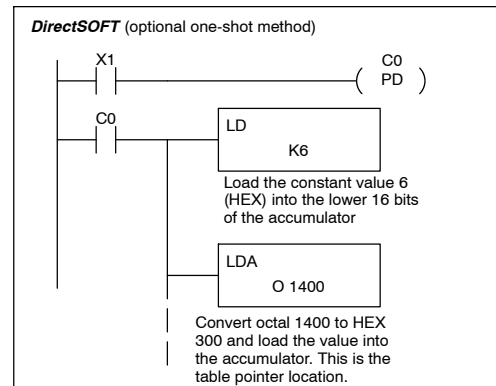 DirectSOFT (optional one-shot method)
X1
C0
PD
C0
LD
K6
Load the constant value 6
(HEX) into the lower 16 bits
of the accumulator
LDA
O 1400
Convert octal 1400 to HEX
300 and load the value into
the accumulator. This is the
table pointer location.